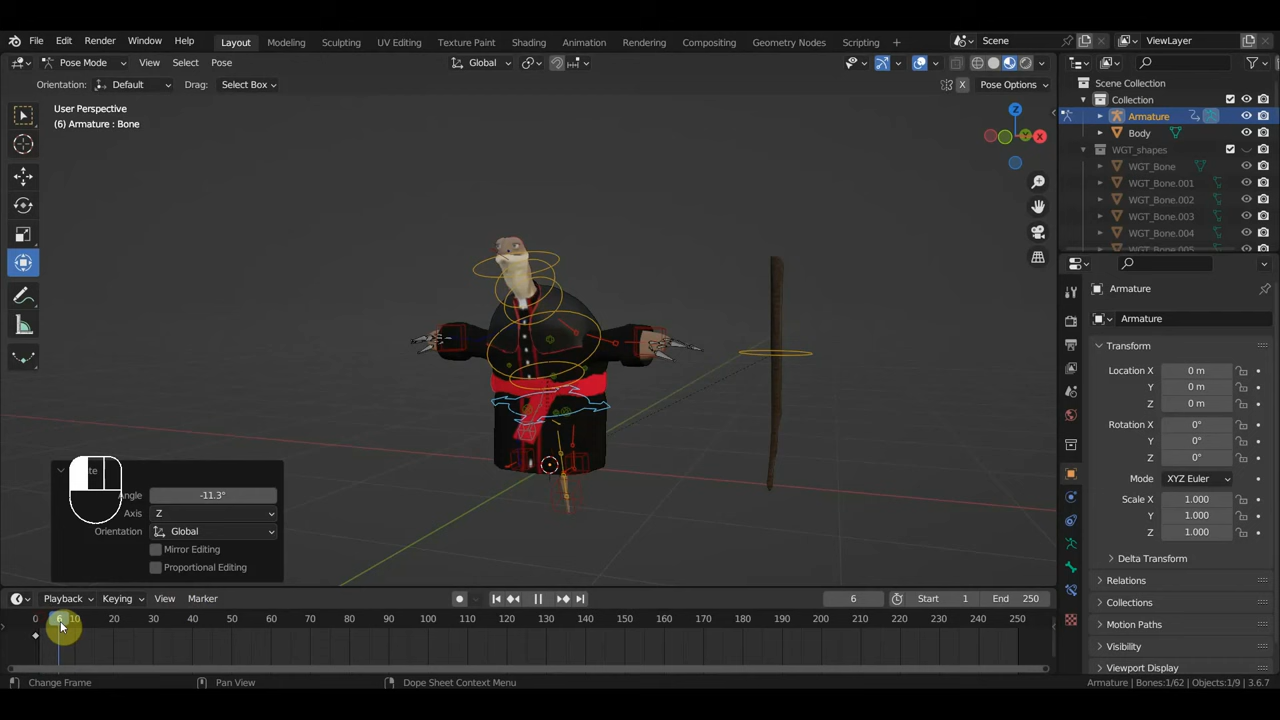 File Edit Render Window Help Layout Modeling Sculpting UV Editing Texture Paint Shading Animation Rendering Compositing Geometry Nodes Scripting + Scene ViewLayer
Pose Mode View Select Pose Global
Orientation: Default Drag: Select Box X Pose Options
User Perspective
(6) Armature : Bone
Z
Y
X
Scene Collection
Collection
Armature
Body
WGT_shapes
WGT_Bone
WGT_Bone.001
WGT_Bone.002
WGT_Bone.003
WGT_Bone.004
WGT_Bone.005
Armature
Armature
Transform
Location X 0 m
Y 0 m
Z 0 m
Rotation X 0°
Y 0°
Z 0°
Mode XYZ Euler
Scale X 1.000
Y 1.000
Z 1.000
Delta Transform
Relations
Collections
Motion Paths
Visibility
Viewport Display
Angle -11.3°
Axis Z
Orientation Global
Mirror Editing
Proportional Editing
Playback Keying View Marker 6 Start 1 End 250
0 6 10 20 30 40 50 60 70 80 90 100 110 120 130 140 150 160 170 180 190 200 210 220 230 240 250
Change Frame Pan View Dope Sheet Context Menu Armature | Bones:1/62 | Objects:1/9 | 3.6.7